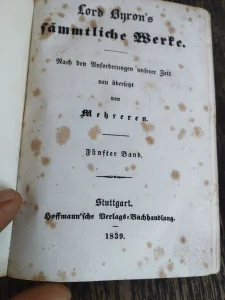 Lord Byron's
sämmtliche Werke.
Nach den Anforderungen unserer Zeit
neu übersetzt
von
Mehreren.
Fünfter Band.
Stuttgart.
Hoffmann'sche Verlags-Buchhandlung.
1839.